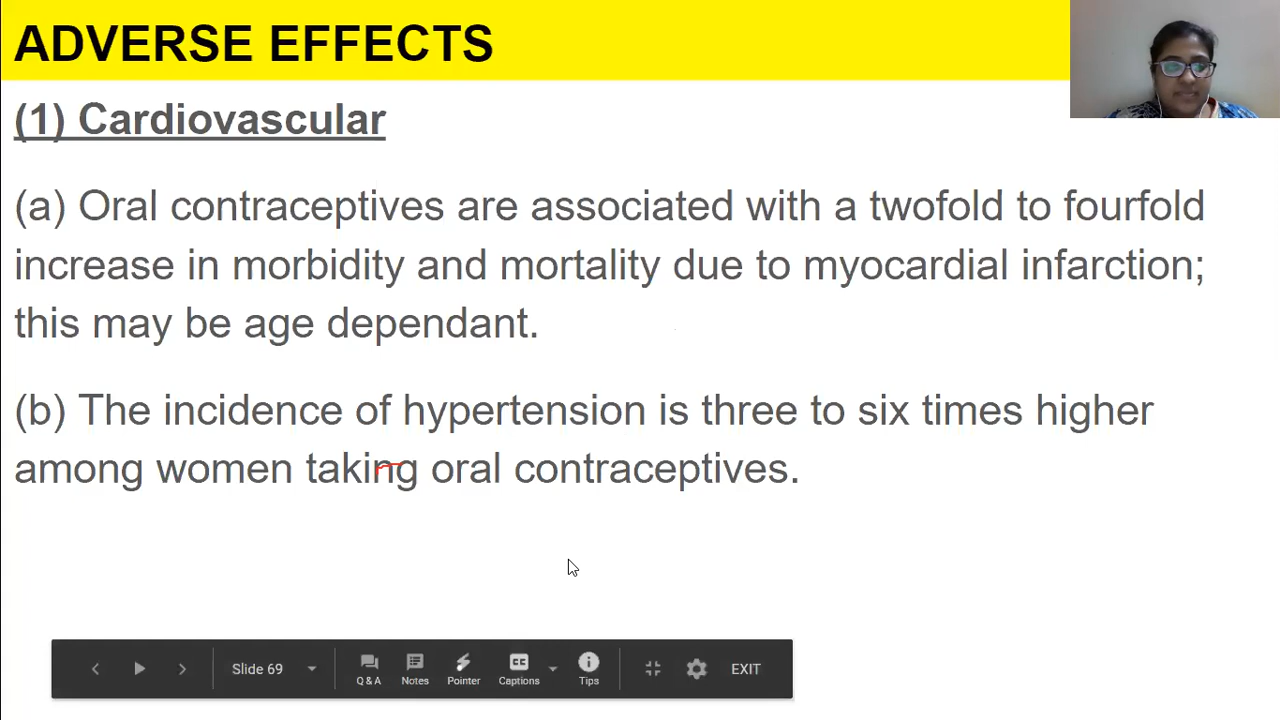 ADVERSE EFFECTS
(1) Cardiovascular
(a) Oral contraceptives are associated with a twofold to fourfold
increase in morbidity and mortality due to myocardial infarction;
this may be age dependant.
(b) The incidence of hypertension is three to six times higher
among women taking oral contraceptives.
Slide 69
Q & A
Notes
Pointer
CC
Captions
Tips
EXIT